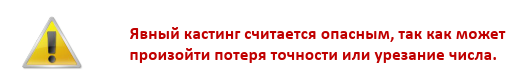 Явный кастинг считается опасным, так как может
произойти потеря точности или урезание числа.